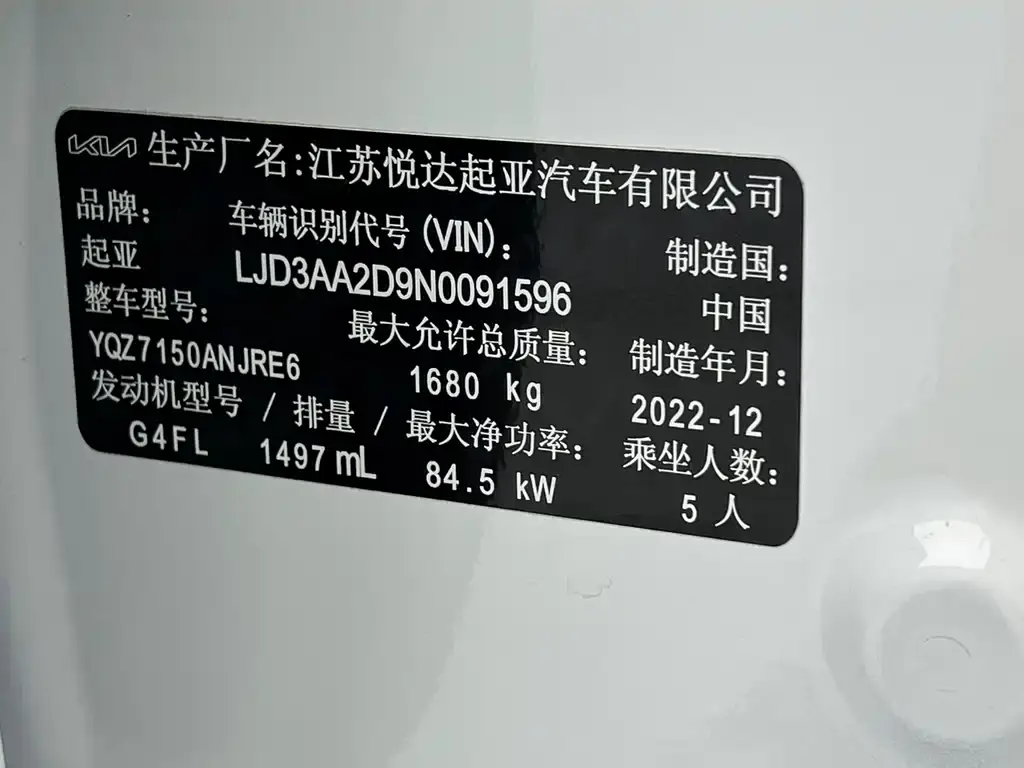 KIA 生产厂名:江苏悦达起亚汽车有限公司
品牌: 车辆识别代号(VIN): 制造国:
起亚 LJD3AA2D9N0091596 中国
整车型号: 最大允许总质量: 制造年月:
YQZ7150ANJRE6 1680 kg 2022-12
发动机型号 / 排量 / 最大净功率: 乘坐人数:
G4FL 1497 mL 84.5 kW 5 人